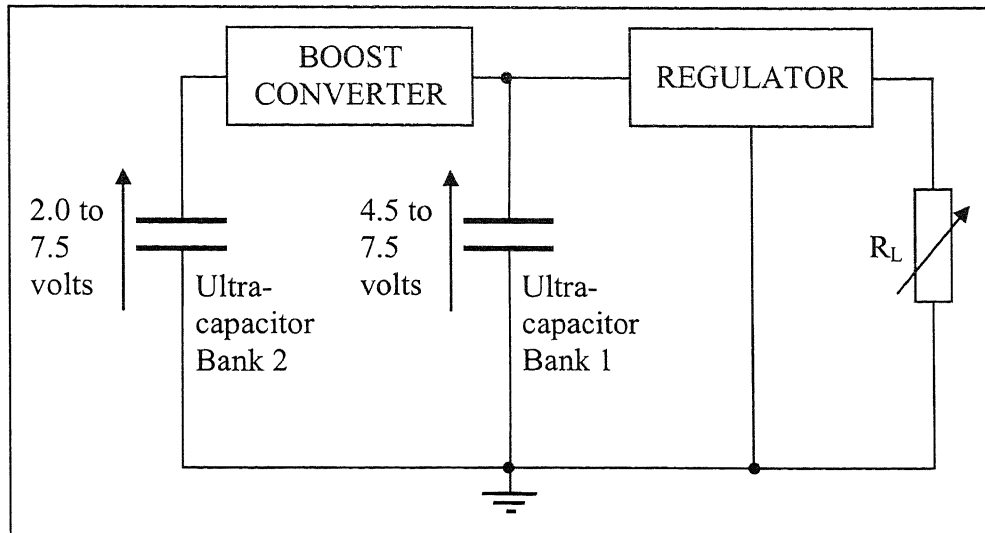 BOOST
CONVERTER
REGULATOR
2.0 to
7.5
volts
Ultra-
capacitor
Bank 2
4.5 to
7.5
volts
Ultra-
capacitor
Bank 1
R_L